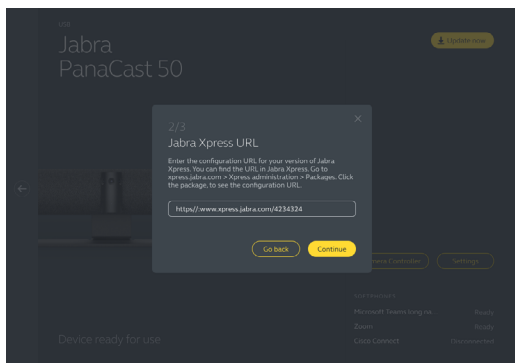 USB
Jabra
PanaCast 50
Update now
2/3
Jabra Xpress URL
Enter the configuration URL for your version of Jabra
Xpress. You can find the URL in Jabra Xpress. Go to
xpress.jabra.com > Xpress administration > Packages. Click
the package, to see the configuration URL.
https//:www.xpress.jabra.com/4234324
Go back
Continue
Controller
Settings
Microsoft Teams long na
Ready
Zoom
Ready
Cisco Connect
Disconnected
Device ready for use